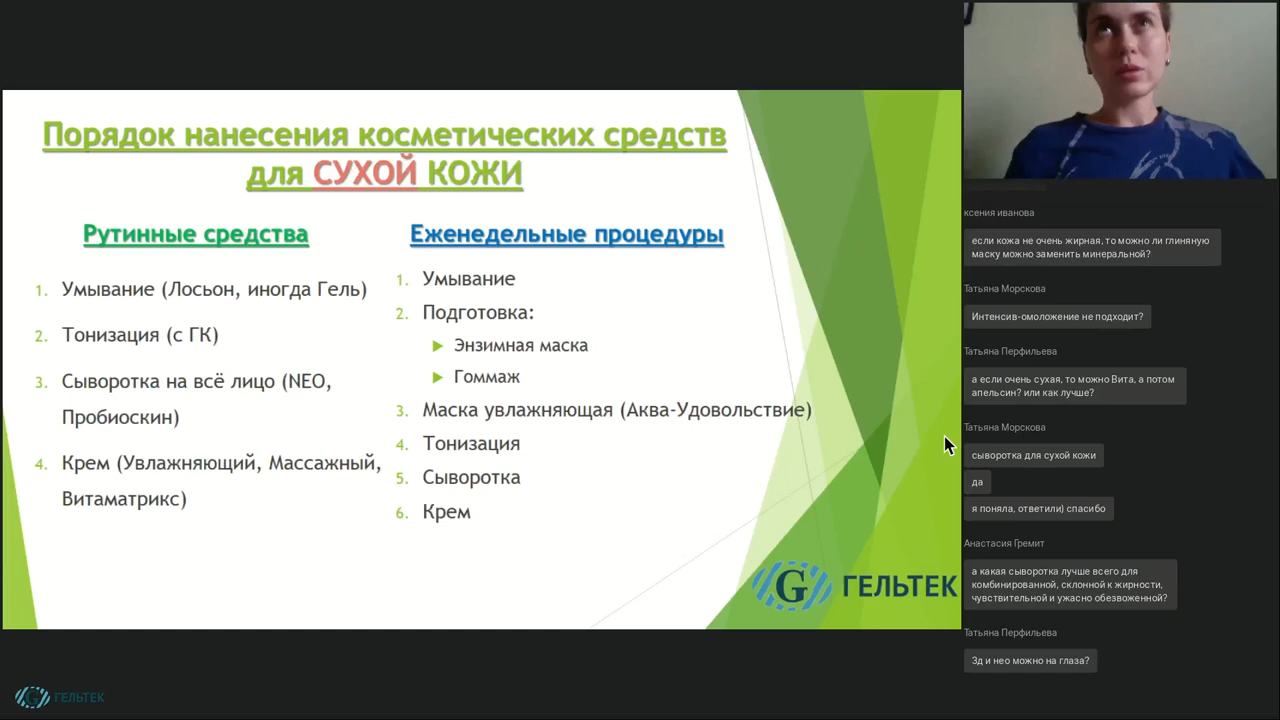 Порядок нанесения косметических средств
для СУХОЙ КОЖИ
Рутинные средства
1. Умывание (Лосьон, иногда Гель)
2. Тонизация (с ГК)
3. Сыворотка на всё лицо (NEO,
Пробиоскин)
4. Крем (Увлажняющий, Массажный,
Витаматрикс)
Еженедельные процедуры
1. Умывание
2. Подготовка:
Энзимная маска
Гоммаж
3. Маска увлажняющая (Аква-Удовольствие)
4. Тонизация
5. Сыворотка
6. Крем
G ГЕЛЬТЕК
G ГЕЛЬТЕК
ксения иванова
если кожа не очень жирная, то можно ли глиняную
маску можно заменить минеральной?
Татьяна Морскова
Интенсив-омоложение не подходит?
Татьяна Перфильева
а если очень сухая, то можно Вита, а потом
апельсин? или как лучше?
Татьяна Морскова
сыворотка для сухой кожи
да
я поняла, ответили) спасибо
Анастасия Гремит
а какая сыворотка лучше всего для
комбинированной, склонной к жирности,
чувствительной и ужасно обезвоженной?
Татьяна Перфильева
3д и нео можно на глаза?